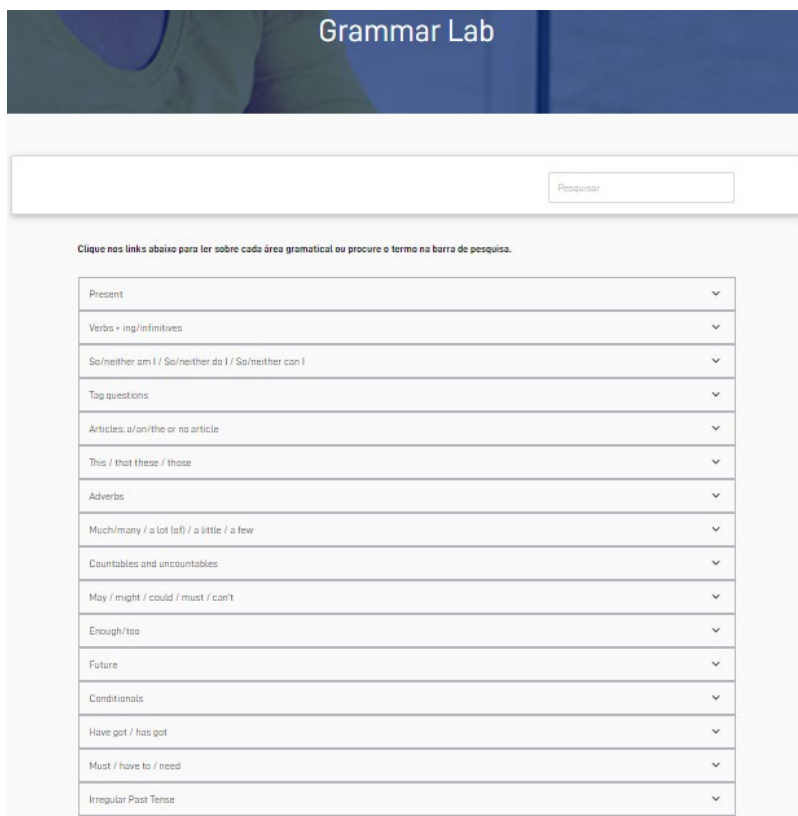 Grammar Lab
Pesquisar
Clique nos links abaixo para ler sobre cada área gramatical ou procure o termo na barra de pesquisa.
Present
Verbs + ing/infinitives
So/neither am I / So/neither do I / So/neither can I
Tag questions
Articles: a/an/the or no article
This / that these / those
Adverbs
Much/many / a lot (of) / a little / a few
Countables and uncountables
May / might / could / must / can't
Enough/too
Future
Conditionals
Have got / has got
Must / have to / need
Irregular Past Tense